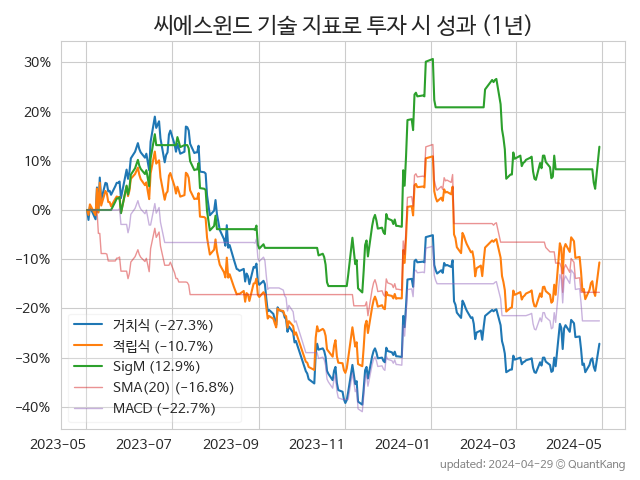 씨에스윈드 기술 지표로 투자 시 성과 (1년)
30%
20%
10%
0%
−10%
−20%
−30%
−40%
거치식 (−27.3%)
적립식 (−10.7%)
SigM (12.9%)
SMA(20) (−16.8%)
MACD (−22.7%)
2023-05
2023-07
2023-09
2023-11
2024-01
2024-03
2024-05
updated: 2024-04-29 © QuantKang